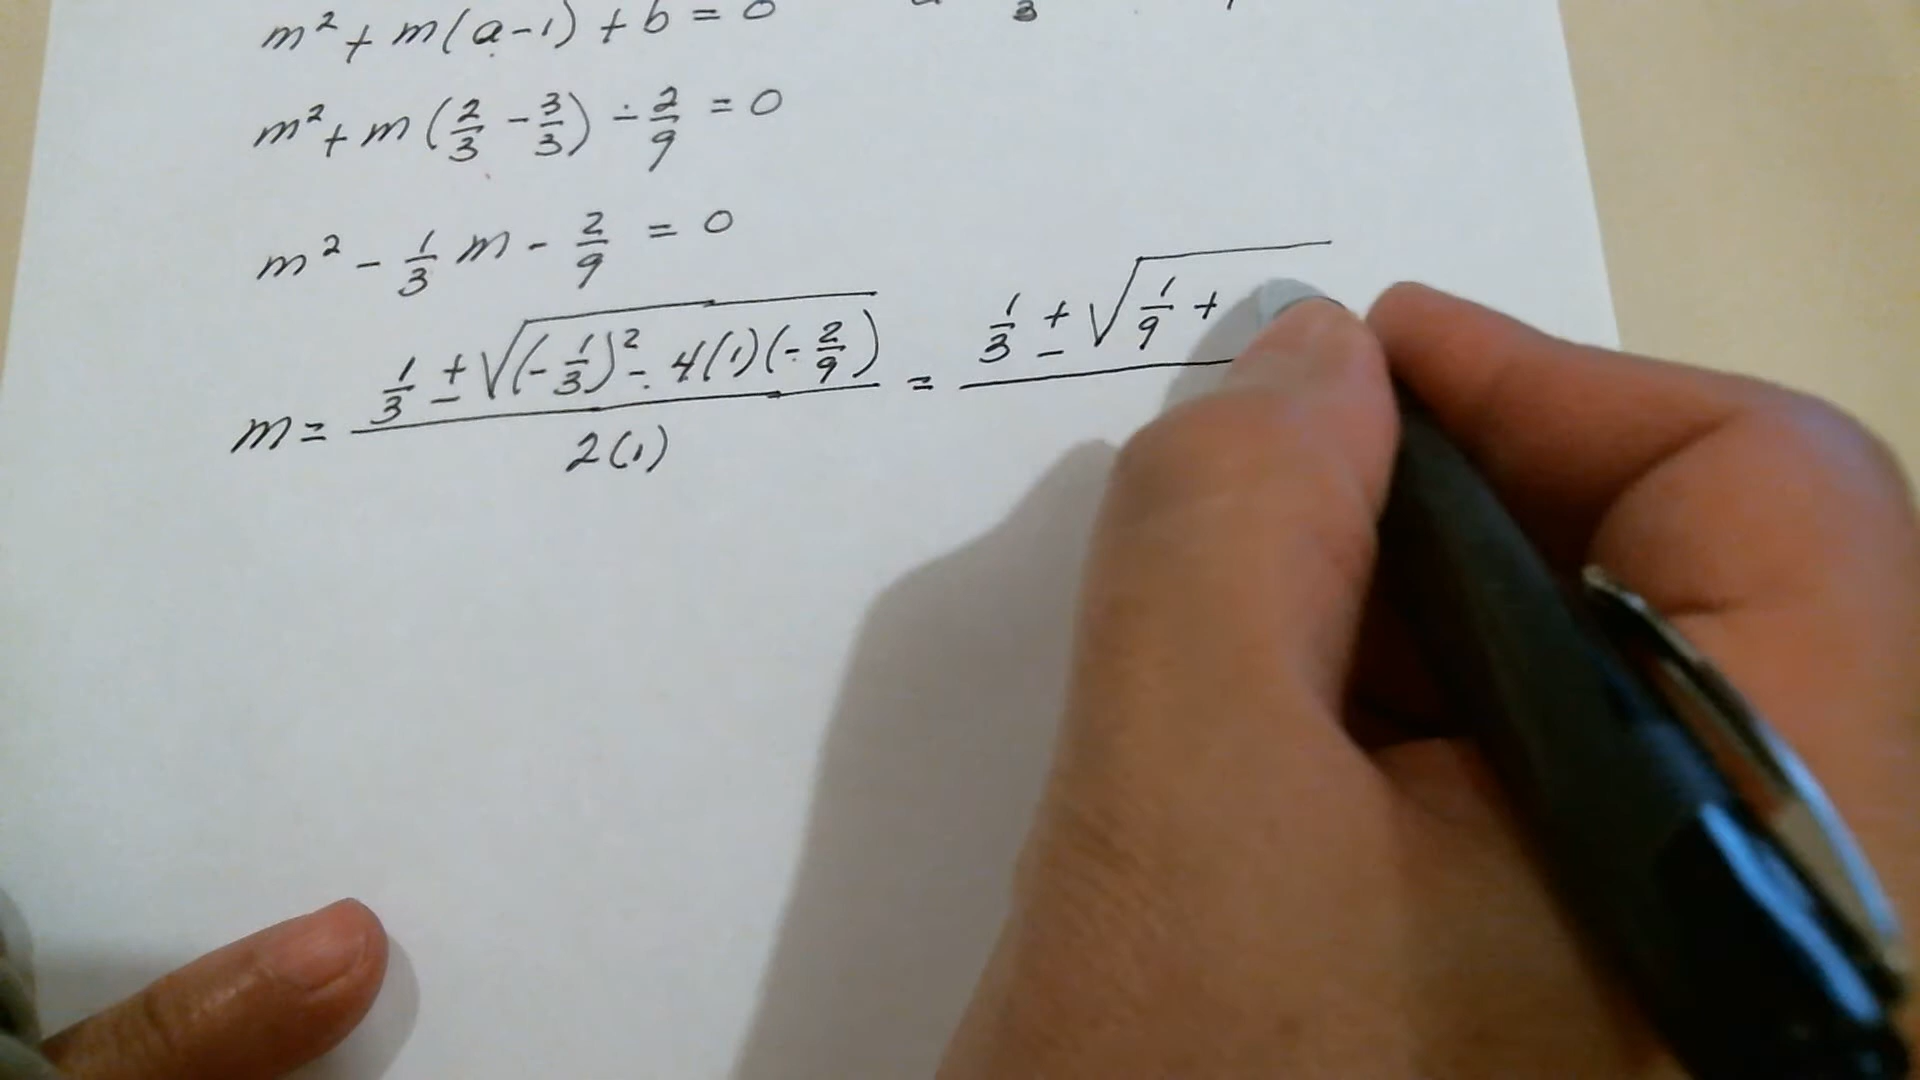 m² + m(a-1) + b = 0
m² + m(2/3 - 3/3) - 2/9 = 0
m² - 1/3 m - 2/9 = 0
m = (1/3 ± √((-1/3)² - 4(1)(-2/9))) / 2(1) = 1/3 ± √(1/9 +